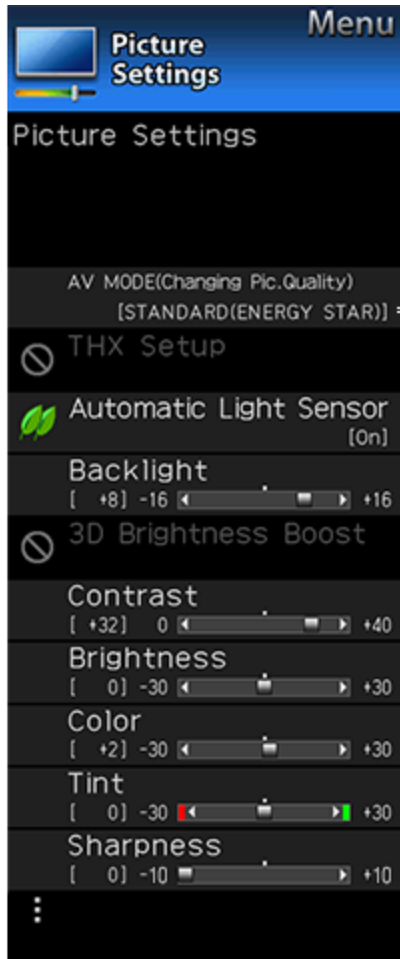 Menu
Picture
Settings
Picture Settings
AV MODE(Changing Pic.Quality)
[STANDARD(ENERGY STAR)]
THX Setup
Automatic Light Sensor
[On]
Backlight
[ +8] -16 +16
3D Brightness Boost
Contrast
[ +32] 0 +40
Brightness
[ 0] -30 +30
Color
[ +2] -30 +30
Tint
[ 0] -30 +30
Sharpness
[ 0] -10 +10